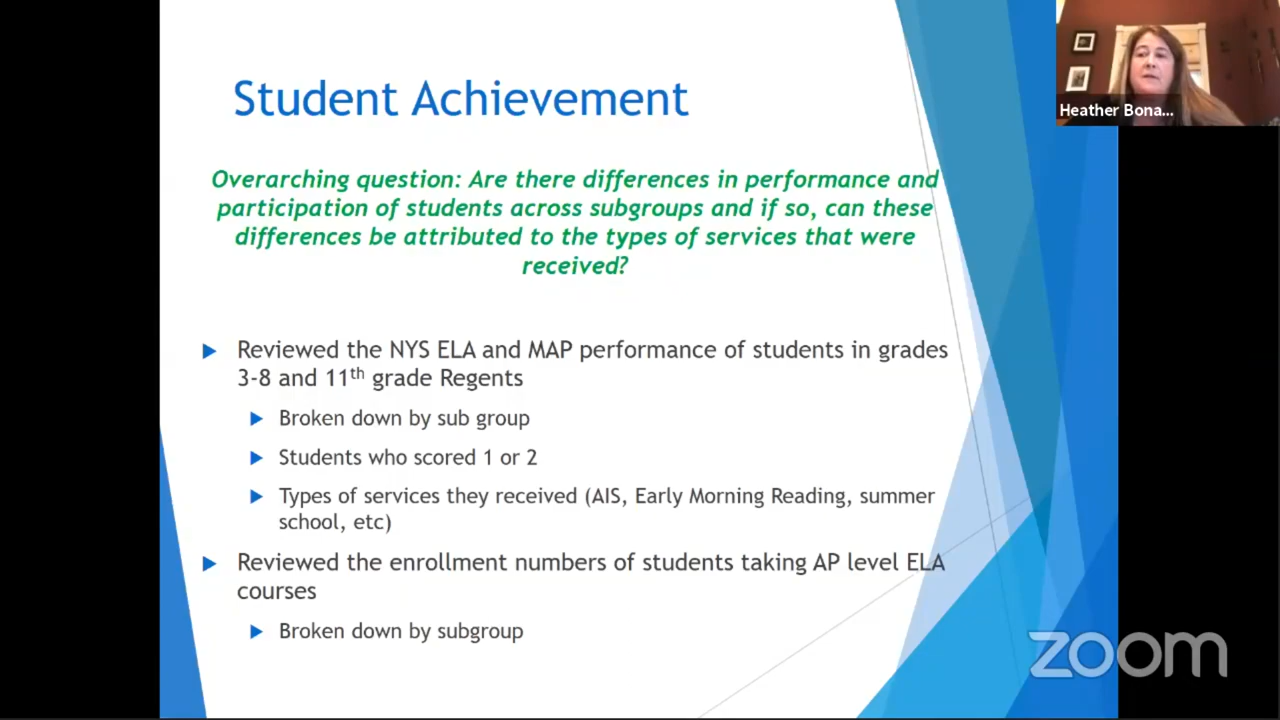 Student Achievement
Heather Bona...
Overarching question: Are there differences in performance and
participation of students across subgroups and if so, can these
differences be attributed to the types of services that were
received?
Reviewed the NYS ELA and MAP performance of students in grades
3-8 and 11th grade Regents
Broken down by sub group
Students who scored 1 or 2
Types of services they received (AIS, Early Morning Reading, summer
school, etc)
Reviewed the enrollment numbers of students taking AP level ELA
courses
Broken down by subgroup
zoom